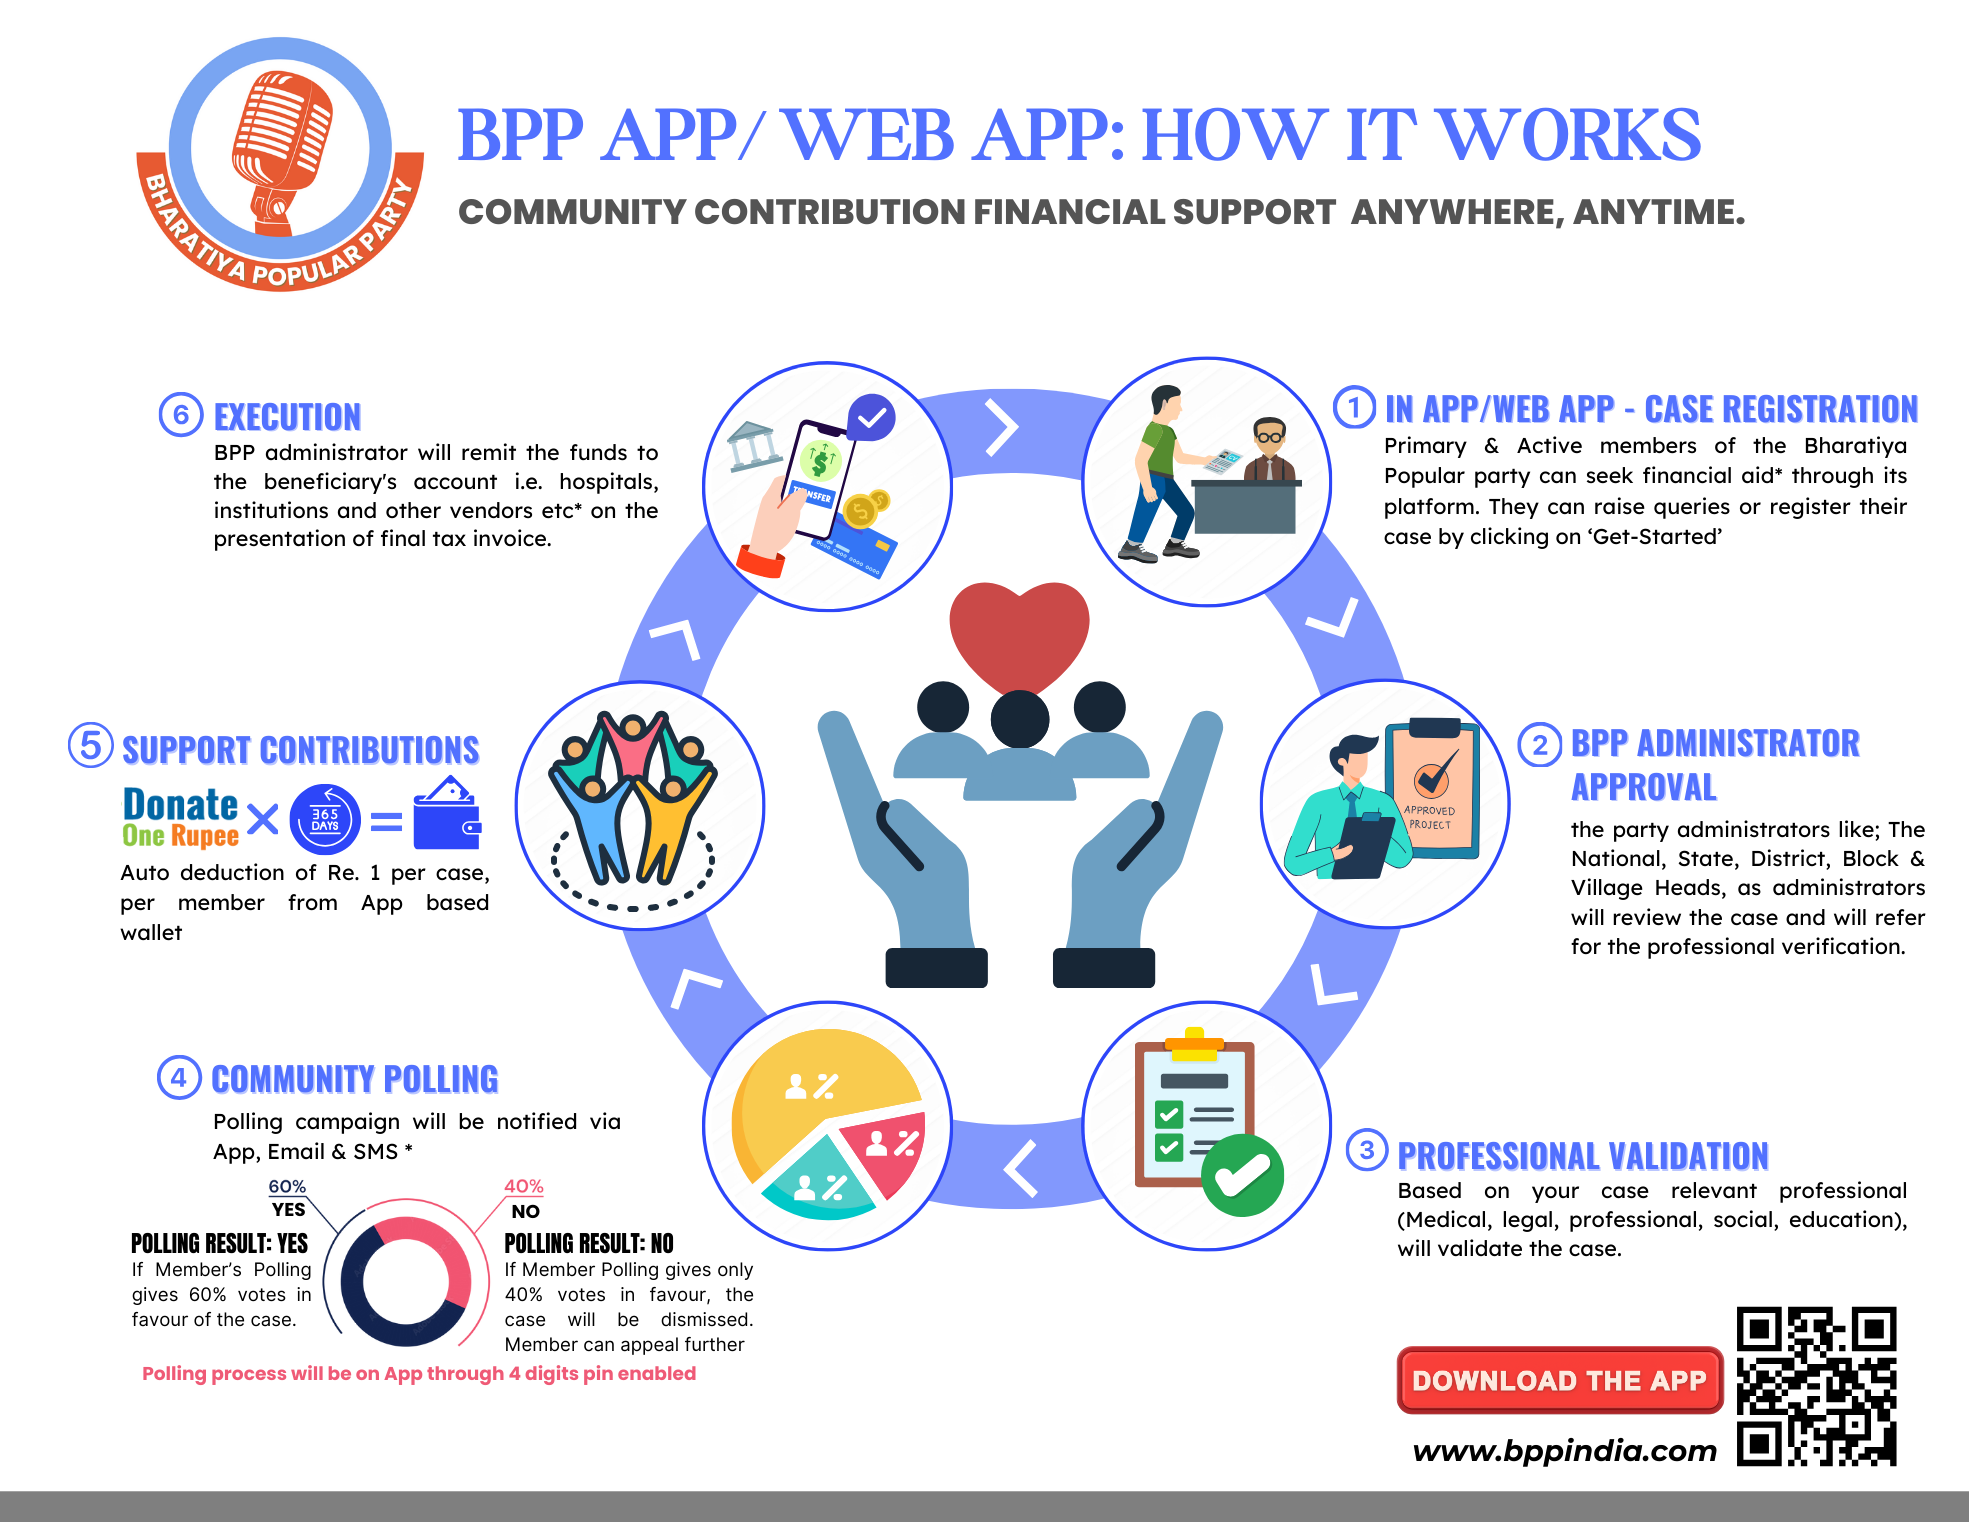 BHARATIYA POPULAR PARTY
BPP APP/ WEB APP: HOW IT WORKS
COMMUNITY CONTRIBUTION FINANCIAL SUPPORT ANYWHERE, ANYTIME.
1 IN APP/WEB APP - CASE REGISTRATION
Primary & Active members of the Bharatiya
Popular party can seek financial aid* through its
platform. They can raise queries or register their
case by clicking on ‘Get-Started’
2 BPP ADMINISTRATOR
APPROVAL
the party administrators like; The
National, State, District, Block &
Village Heads, as administrators
will review the case and will refer
for the professional verification.
APPROVED
PROJECT
3 PROFESSIONAL VALIDATION
Based on your case relevant professional
(Medical, legal, professional, social, education),
will validate the case.
4 COMMUNITY POLLING
Polling campaign will be notified via
App, Email & SMS *
60%
YES
40%
NO
POLLING RESULT: YES
If Member’s Polling
gives 60% votes in
favour of the case.
POLLING RESULT: NO
If Member Polling gives only
40% votes in favour, the
case will be dismissed.
Member can appeal further
Polling process will be on App through 4 digits pin enabled
5 SUPPORT CONTRIBUTIONS
Donate
One Rupee
365
DAYS
Auto deduction of Re. 1 per case,
per member from App based
wallet
6 EXECUTION
BPP administrator will remit the funds to
the beneficiary's account i.e. hospitals,
institutions and other vendors etc* on the
presentation of final tax invoice.
DOWNLOAD THE APP
www.bppindia.com